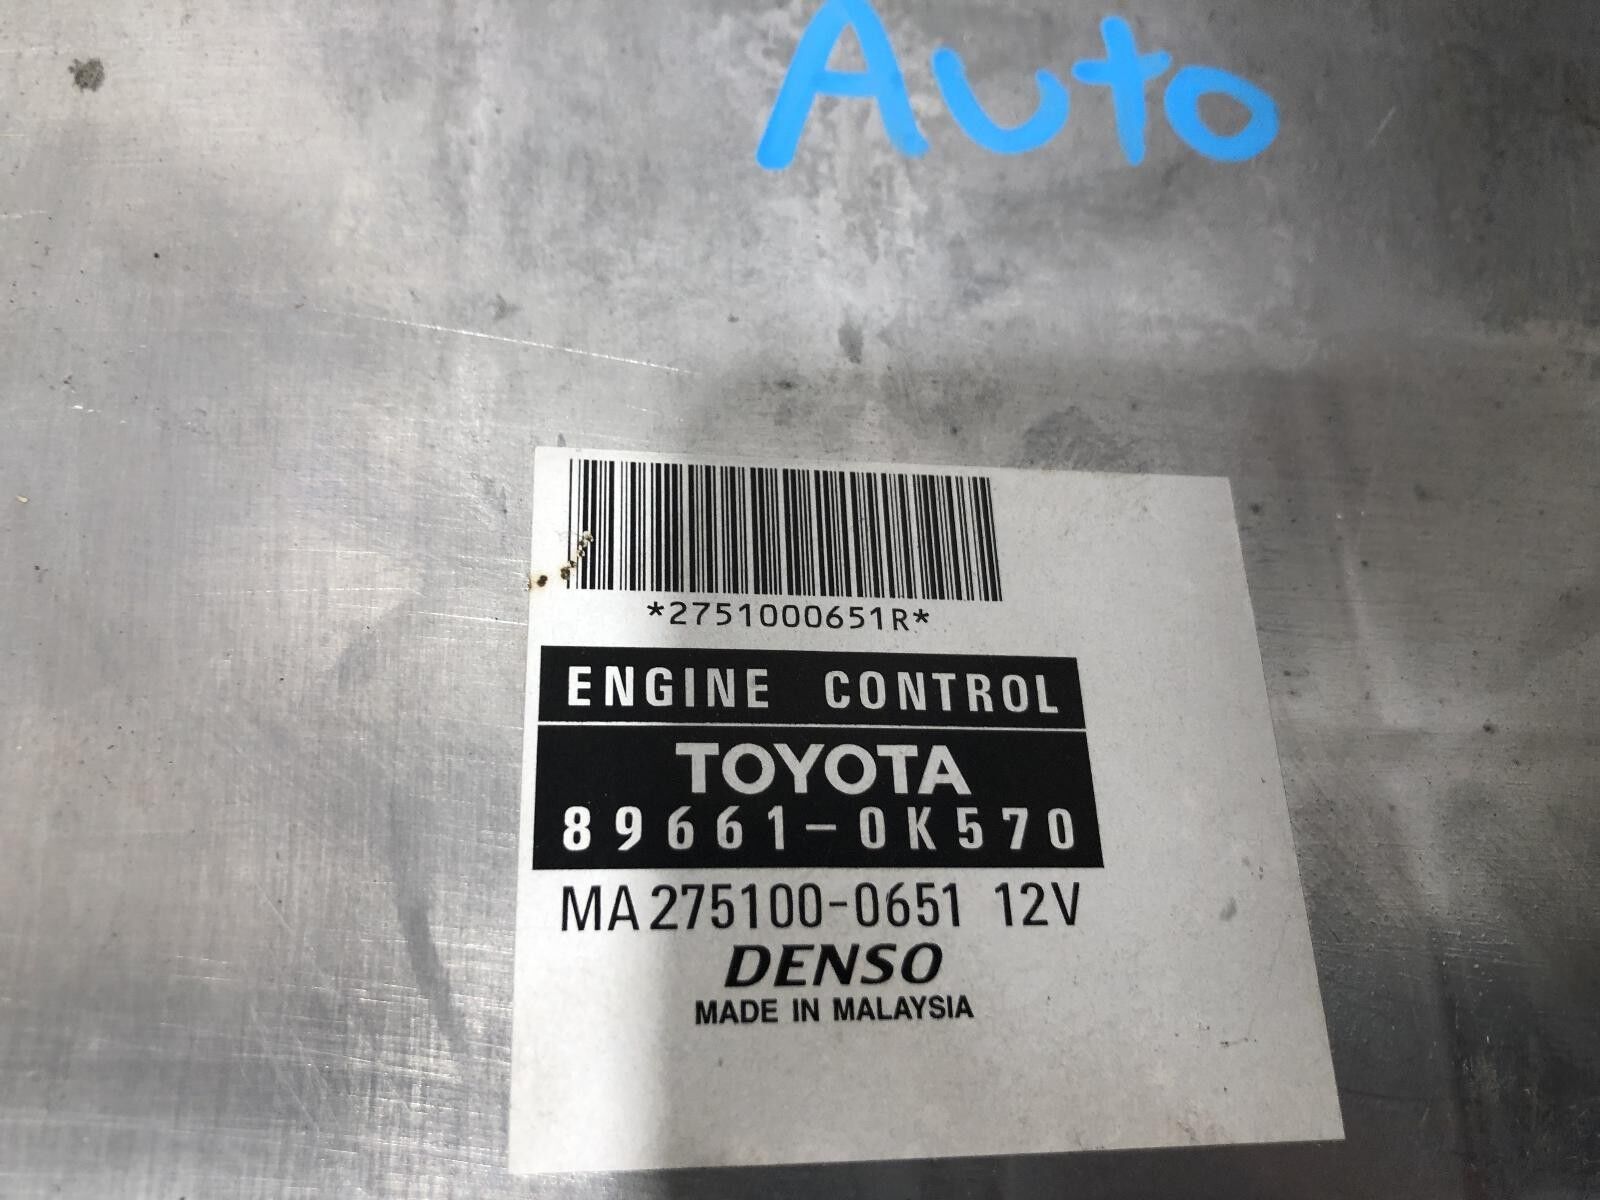 Auto
*2751000651R*
ENGINE CONTROL
TOYOTA
89661-0K570
MA275100-0651 12V
DENSO
MADE IN MALAYSIA